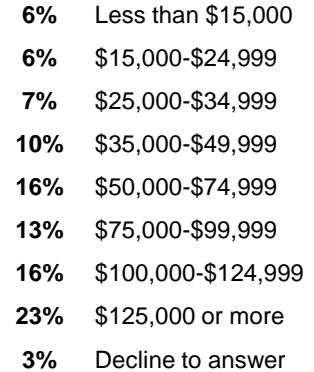 6% Less than $15,000
6% $15,000-$24,999
7% $25,000-$34,999
10% $35,000-$49,999
16% $50,000-$74,999
13% $75,000-$99,999
16% $100,000-$124,999
23% $125,000 or more
3% Decline to answer